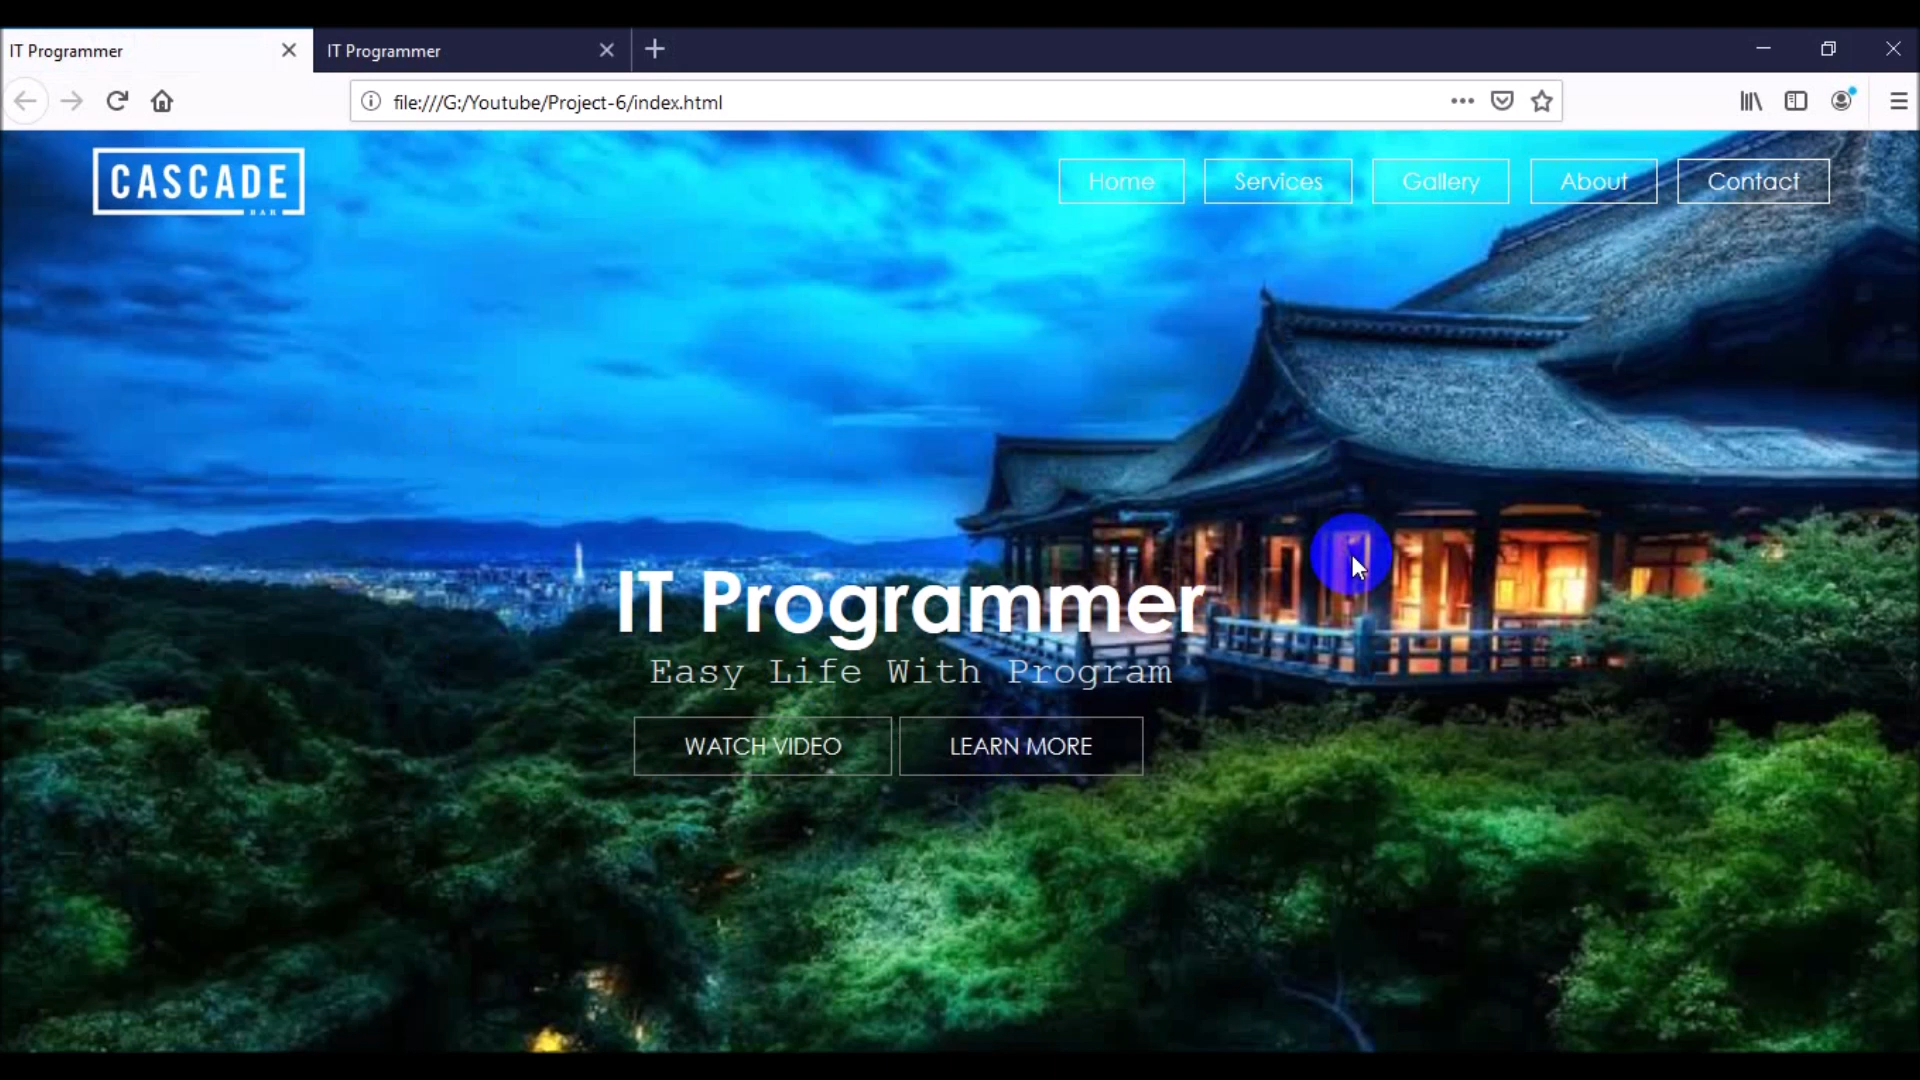 IT Programmer
IT Programmer
file:///G:/Youtube/Project-6/index.html
CASCADE
BAR
Home
Services
Gallery
About
Contact
IT Programmer
Easy Life With Program
WATCH VIDEO
LEARN MORE